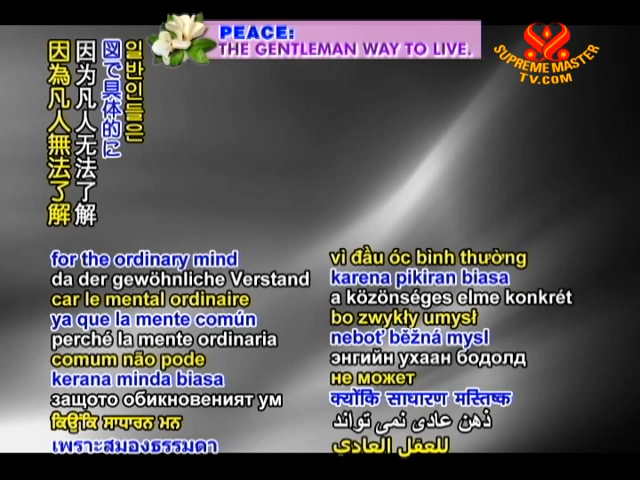 PEACE:
THE GENTLEMAN WAY TO LIVE.
SUPREME MASTER
TV.COM
因為凡人無法了解
因为凡人无法了解
図で具体的に
일반인들은
for the ordinary mind
da der gewöhnliche Verstand
car le mental ordinaire
ya que la mente común
perché la mente ordinaria
comum não pode
kerana minda biasa
защото обикновеният ум
ਕਿਉਂਕਿ ਸਾਧਾਰਨ ਮਨ
เพราะสมองธรรมดา
vì đầu óc bình thường
karena pikiran biasa
a közönséges elme konkrét
bo zwykły umysł
neboť běžná mysl
энгийн ухаан бодолд
не может
क्योंकि साधारण मस्तिष्क
ذهن عادی نمی تواند
للعقل العادي